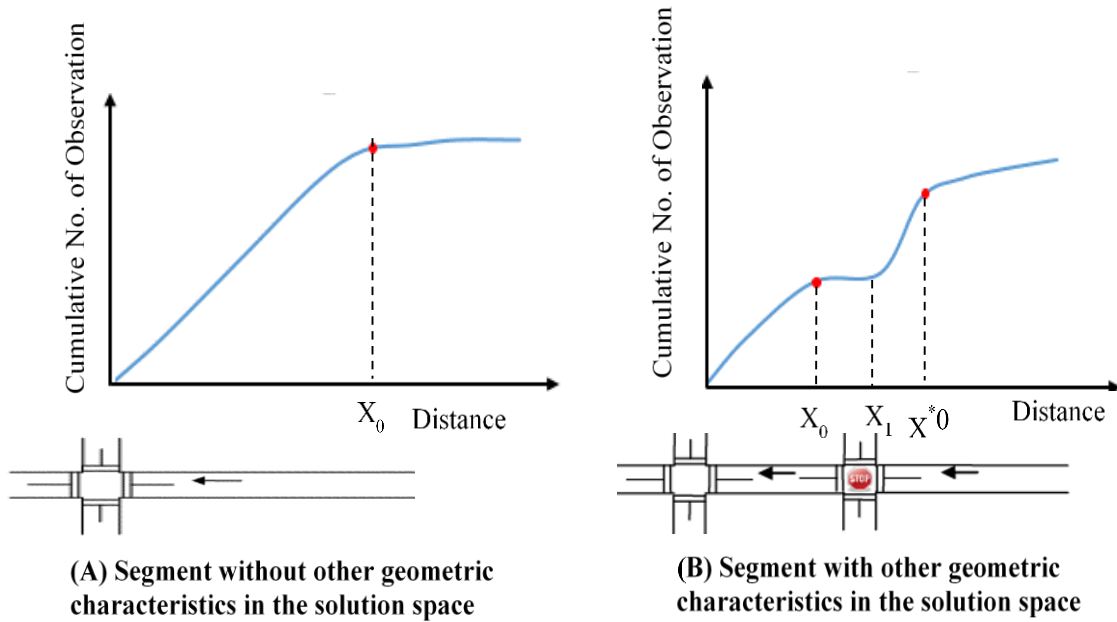 Cumulative No. of Observation
X0
Distance
(A) Segment without other geometric
characteristics in the solution space
Cumulative No. of Observation
X0
X1
X*0
Distance
STOP
(B) Segment with other geometric
characteristics in the solution space